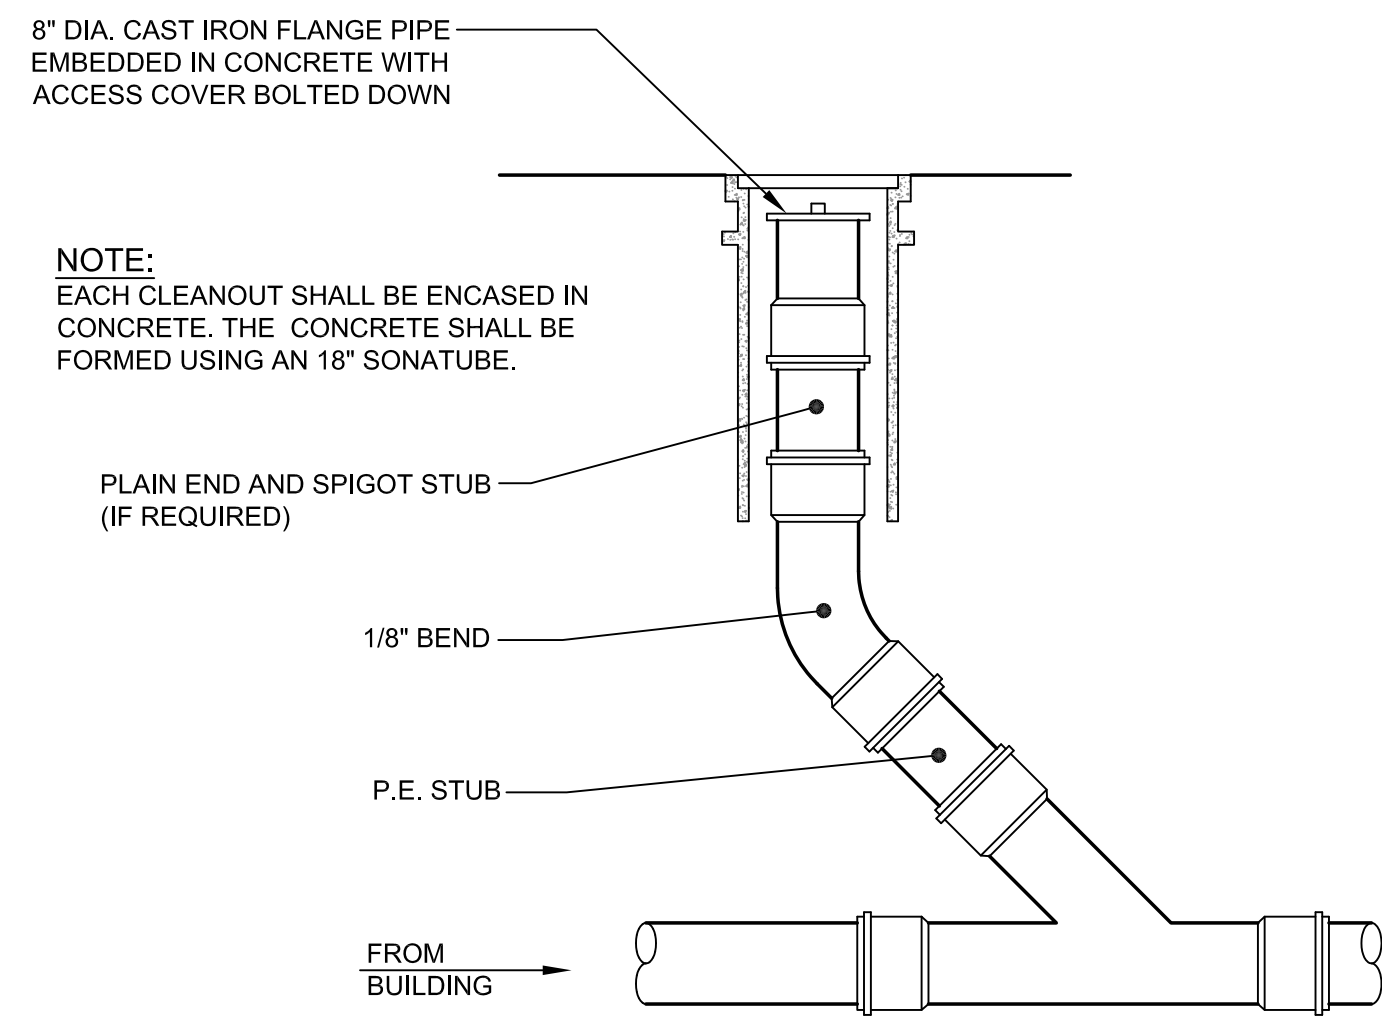 8" DIA. CAST IRON FLANGE PIPE
EMBEDDED IN CONCRETE WITH
ACCESS COVER BOLTED DOWN
NOTE:
EACH CLEANOUT SHALL BE ENCASED IN
CONCRETE. THE CONCRETE SHALL BE
FORMED USING AN 18" SONATUBE.
PLAIN END AND SPIGOT STUB
(IF REQUIRED)
1/8" BEND
P.E. STUB
FROM
BUILDING